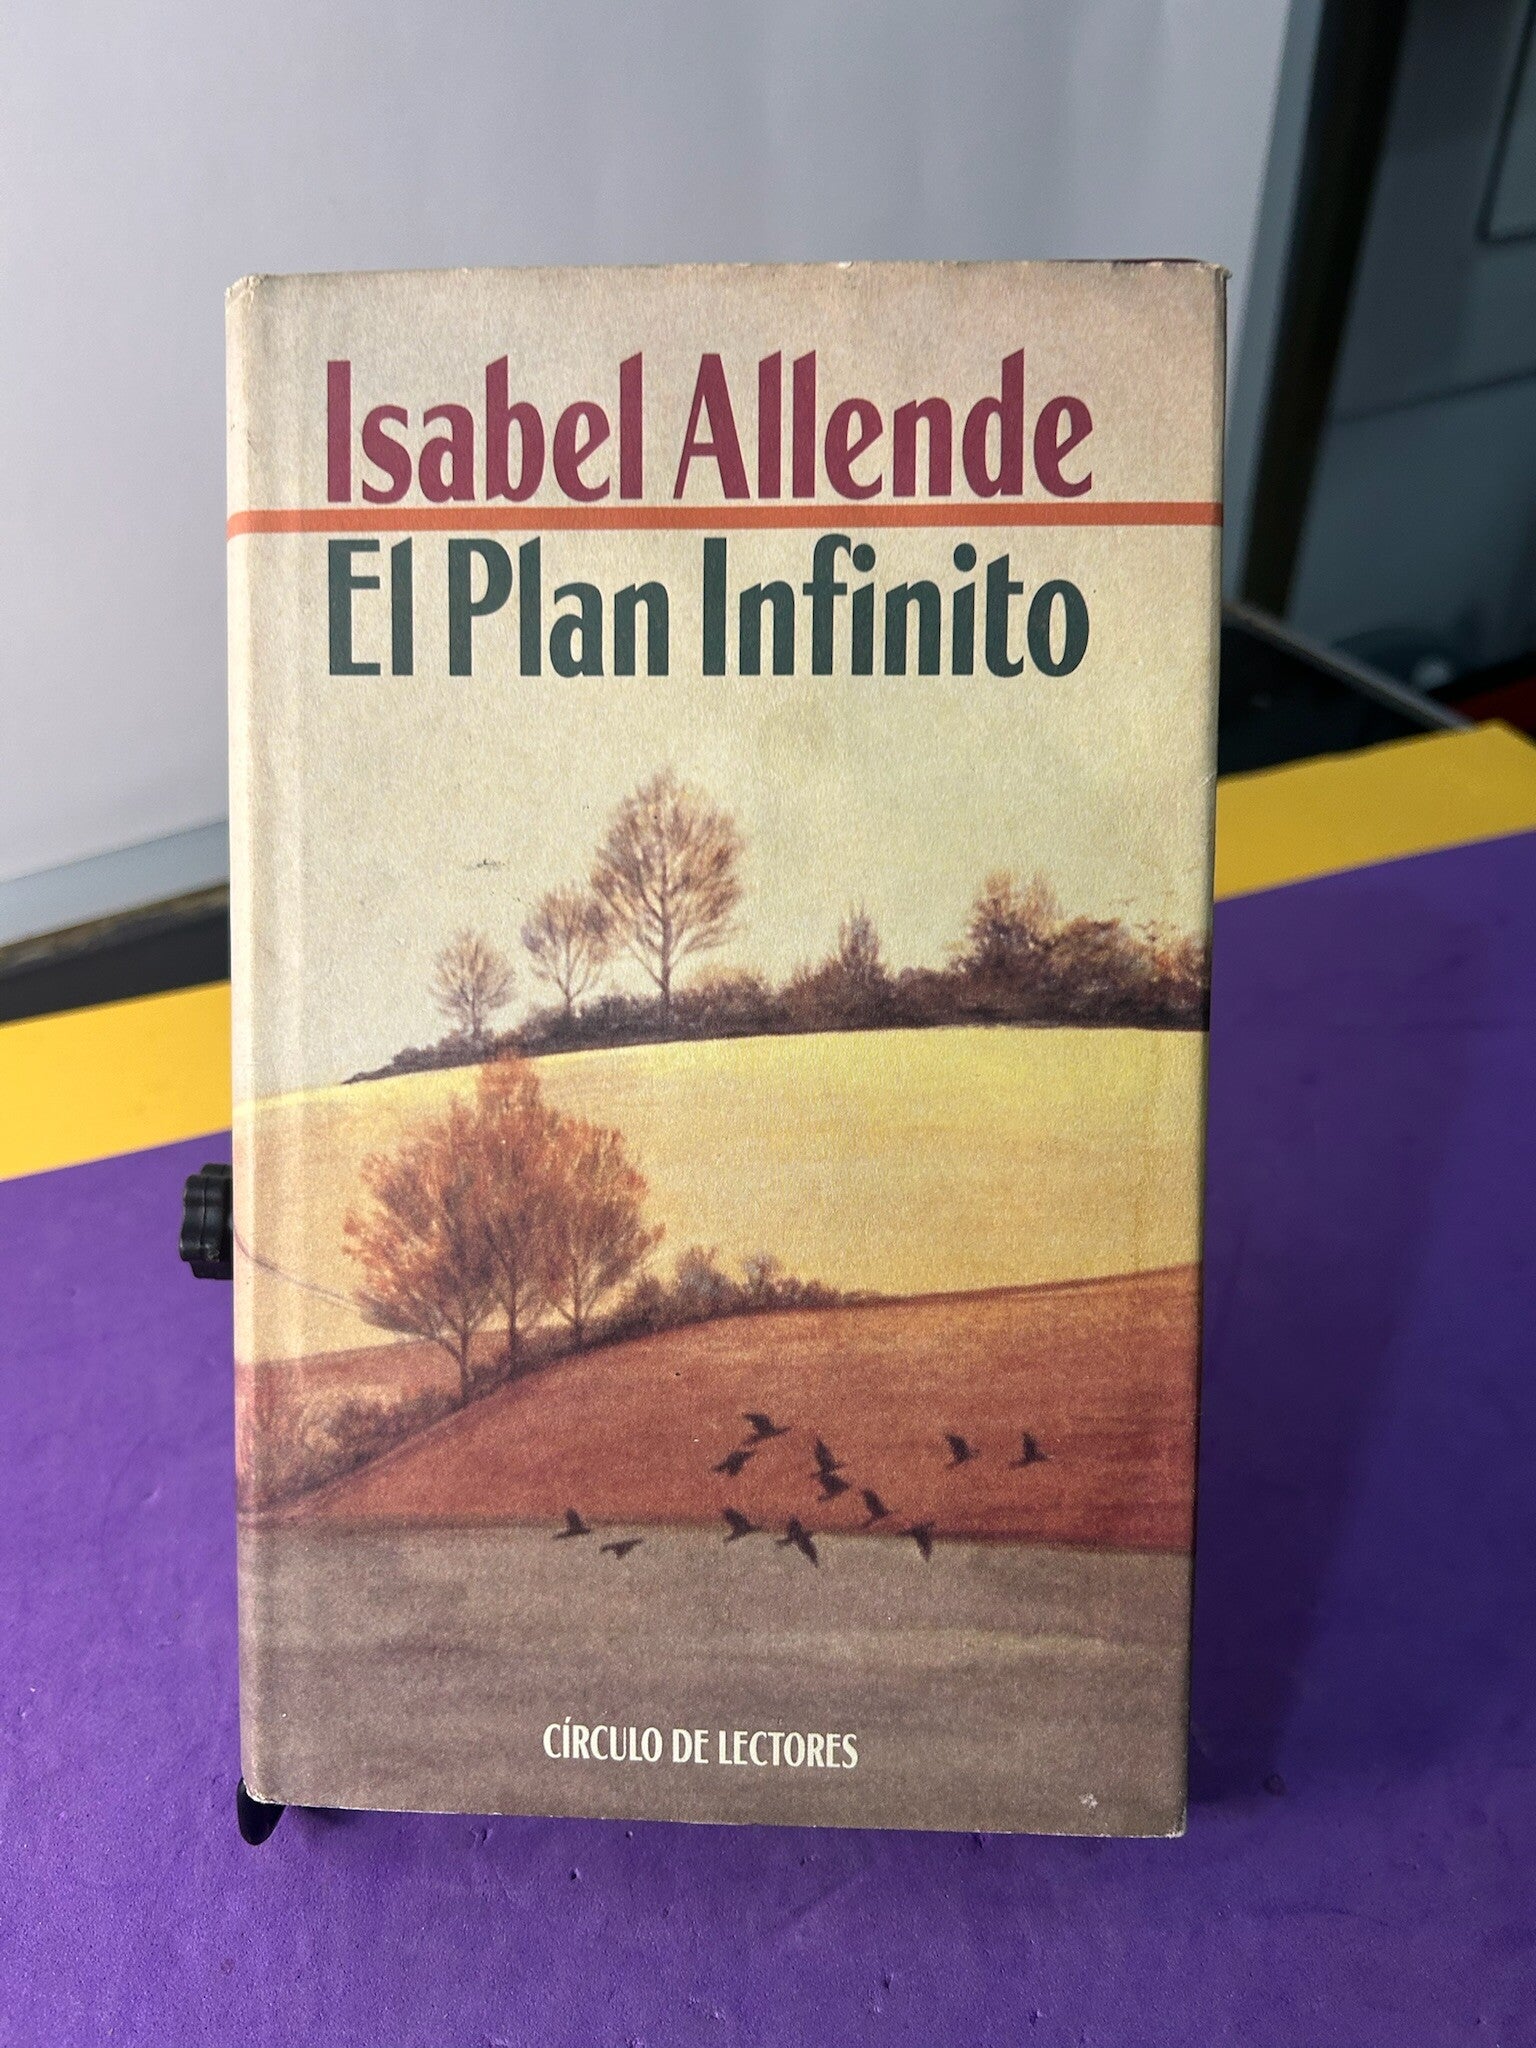 Isabel Allende
El Plan Infinito
CÍRCULO DE LECTORES